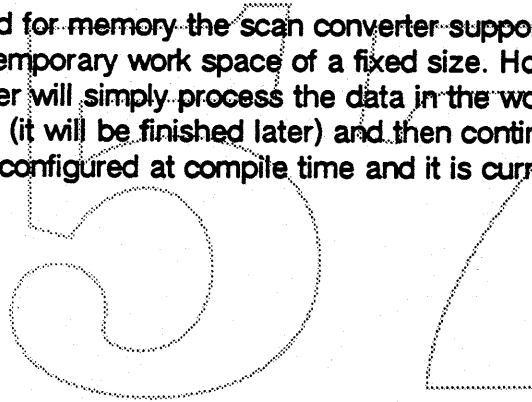 d for memory the scan converter suppo
emporary work space of a fixed size. Ho
er will simply process the data in the wo
(it will be finished later) and then contin
configured at compile time and it is curr
57